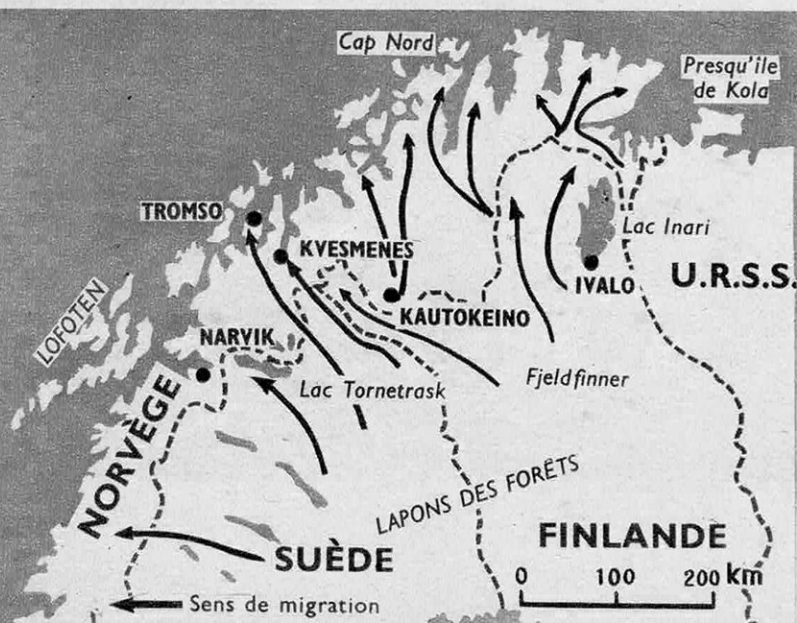 Cap Nord
Presqu'ile
de Kola
TROMSO
KVESMENES
Lac Inari
IVALO
U.R.S.S.
LOFOTEN
NARVIK
KAUTOKEINO
Lac Tornetrask
Fjeldfinner
NORVÈGE
LAPONS DES FORÊTS
SUÈDE
FINLANDE
0 100 200 km
Sens de migration